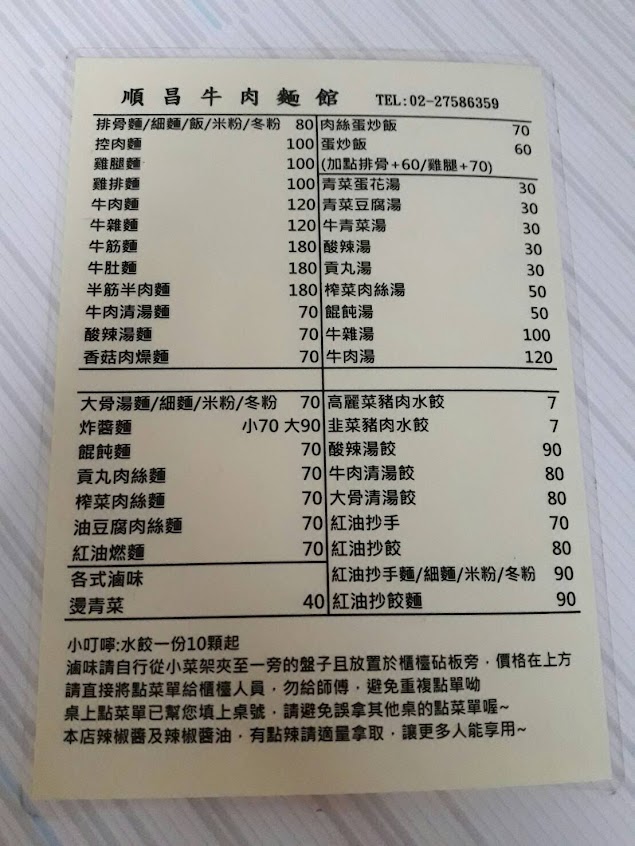 順昌牛肉麵館 TEL:02-27586359
排骨麵/細麵/飯/米粉/冬粉 80
控肉麵 100
雞腿麵 100
雞排麵 100
牛肉麵 120
牛雜麵 120
牛筋麵 180
牛肚麵 180
半筋半肉麵 180
牛肉清湯麵 70
酸辣湯麵 70
香菇肉燥麵 70
肉絲蛋炒飯 70
蛋炒飯 60
(加點排骨+60/雞腿+70)
青菜蛋花湯 30
青菜豆腐湯 30
牛青菜湯 30
酸辣湯 30
貢丸湯 30
榨菜肉絲湯 50
餛飩湯 50
牛雜湯 100
牛肉湯 120
大骨湯麵/細麵/米粉/冬粉 70
炸醬麵 小70 大90
餛飩麵 70
貢丸肉絲麵 70
榨菜肉絲麵 70
油豆腐肉絲麵 70
紅油燃麵 70
各式滷味
燙青菜 40
高麗菜豬肉水餃 7
韭菜豬肉水餃 7
酸辣湯餃 90
牛肉清湯餃 80
大骨清湯餃 80
紅油抄手 70
紅油抄餃 80
紅油抄手麵/細麵/米粉/冬粉 90
紅油抄餃麵 90
小叮嚀:水餃一份10顆起
滷味請自行從小菜架夾至一旁的盤子且放置於櫃檯砧板旁，價格在上方
請直接將點菜單給櫃檯人員，勿給師傅，避免重複點單呦
桌上點菜單已幫您填上桌號，請避免誤拿其他桌的點菜單喔~
本店辣椒醬及辣椒醬油，有點辣請適量拿取，讓更多人能享用~